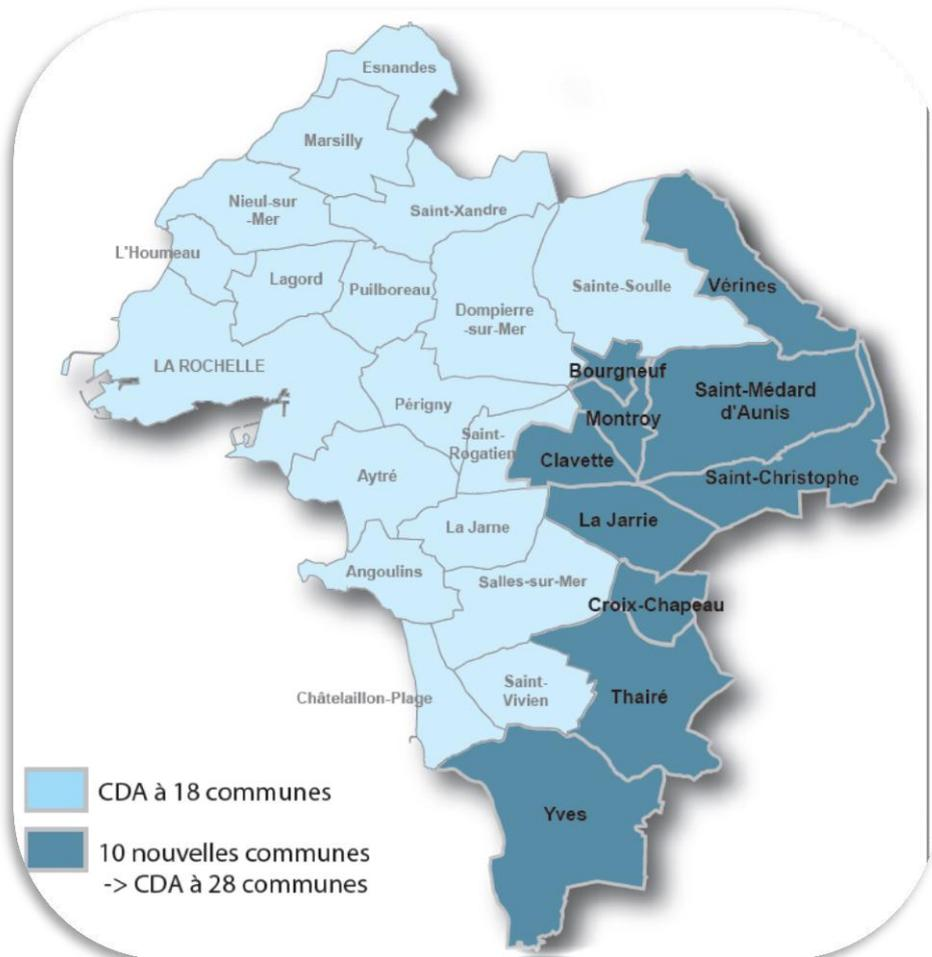 Esnandes
Marsilly
Nieul-sur
-Mer
Saint-Xandre
L'Houmeau
Lagord
Puilboreau
Sainte-Soulle
Vérines
Dompierre
-sur-Mer
LA ROCHELLE
Bourgneuf
Saint-Médard
d'Aunis
Périgny
Montroy
Saint-
Rogatien
Clavette
Aytré
Saint-Christophe
La Jarne
La Jarrie
Angoulins
Salles-sur-Mer
Croix-Chapeau
Châtelaillon-Plage
Saint-
Vivien
Thairé
Yves
CDA à 18 communes
10 nouvelles communes
-> CDA à 28 communes